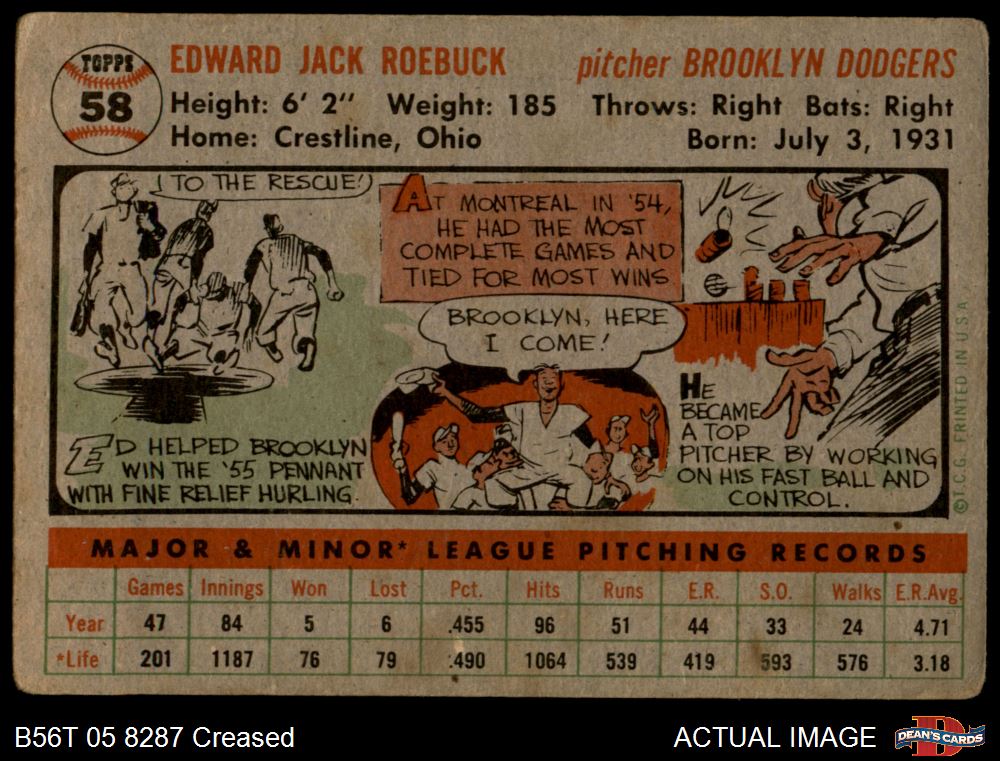 TOPPS
58
EDWARD JACK ROEBUCK pitcher BROOKLYN DODGERS
Height: 6' 2" Weight: 185 Throws: Right Bats: Right
Home: Crestline, Ohio Born: July 3, 1931
TO THE RESCUE!
ED HELPED BROOKLYN
WIN THE '55 PENNANT
WITH FINE RELIEF HURLING.
AT MONTREAL IN '54,
HE HAD THE MOST
COMPLETE GAMES AND
TIED FOR MOST WINS
BROOKLYN, HERE
I COME!
HE
BECAME
A TOP
PITCHER BY WORKING
ON HIS FAST BALL AND
CONTROL.
©T.C.G. PRINTED IN U.S.A.
MAJOR & MINOR* LEAGUE PITCHING RECORDS
Games Innings Won Lost Pct. Hits Runs E.R. S.O. Walks E.R.Avg.
Year 47 84 5 6 .455 96 51 44 33 24 4.71
*Life 201 1187 76 79 .490 1064 539 419 593 576 3.18
B56T 05 8287 Creased
ACTUAL IMAGE
DEAN'S CARDS